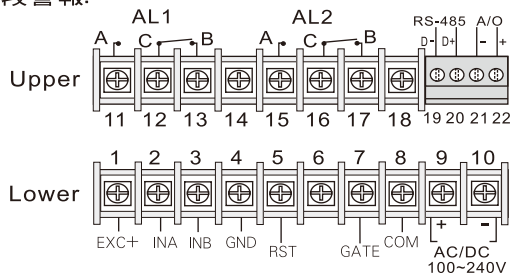 AL1 AL2 RS-485 A/O
A C B A C B D- D+ - +
Upper
11 12 13 14 15 16 17 18 19 20 21 22
1 2 3 4 5 6 7 8 9 10
Lower
EXC+ INA INB GND RST GATE COM + -
AC/DC
100~240V